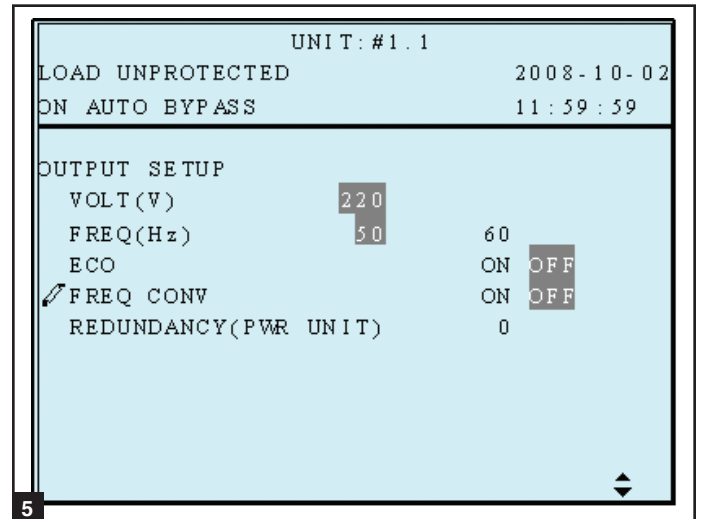 UNIT:#1.1
LOAD UNPROTECTED 2008-10-02
ON AUTO BYPASS 11:59:59
OUTPUT SETUP
VOLT(V) 220
FREQ(Hz) 50 60
ECO ON OFF
FREQ CONV ON OFF
REDUNDANCY(PWR UNIT) 0
5